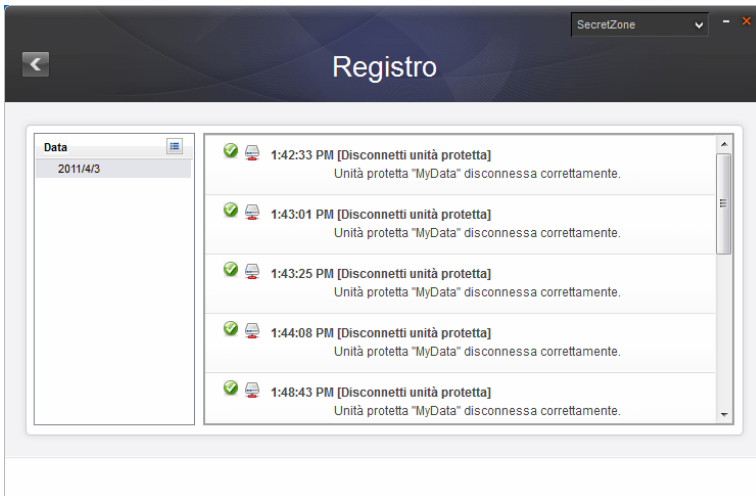 SecretZone
Registro
Data
2011/4/3
1:42:33 PM [Disconnetti unità protetta]
Unità protetta "MyData" disconnessa correttamente.
1:43:01 PM [Disconnetti unità protetta]
Unità protetta "MyData" disconnessa correttamente.
1:43:25 PM [Disconnetti unità protetta]
Unità protetta "MyData" disconnessa correttamente.
1:44:08 PM [Disconnetti unità protetta]
Unità protetta "MyData" disconnessa correttamente.
1:48:43 PM [Disconnetti unità protetta]
Unità protetta "MyData" disconnessa correttamente.